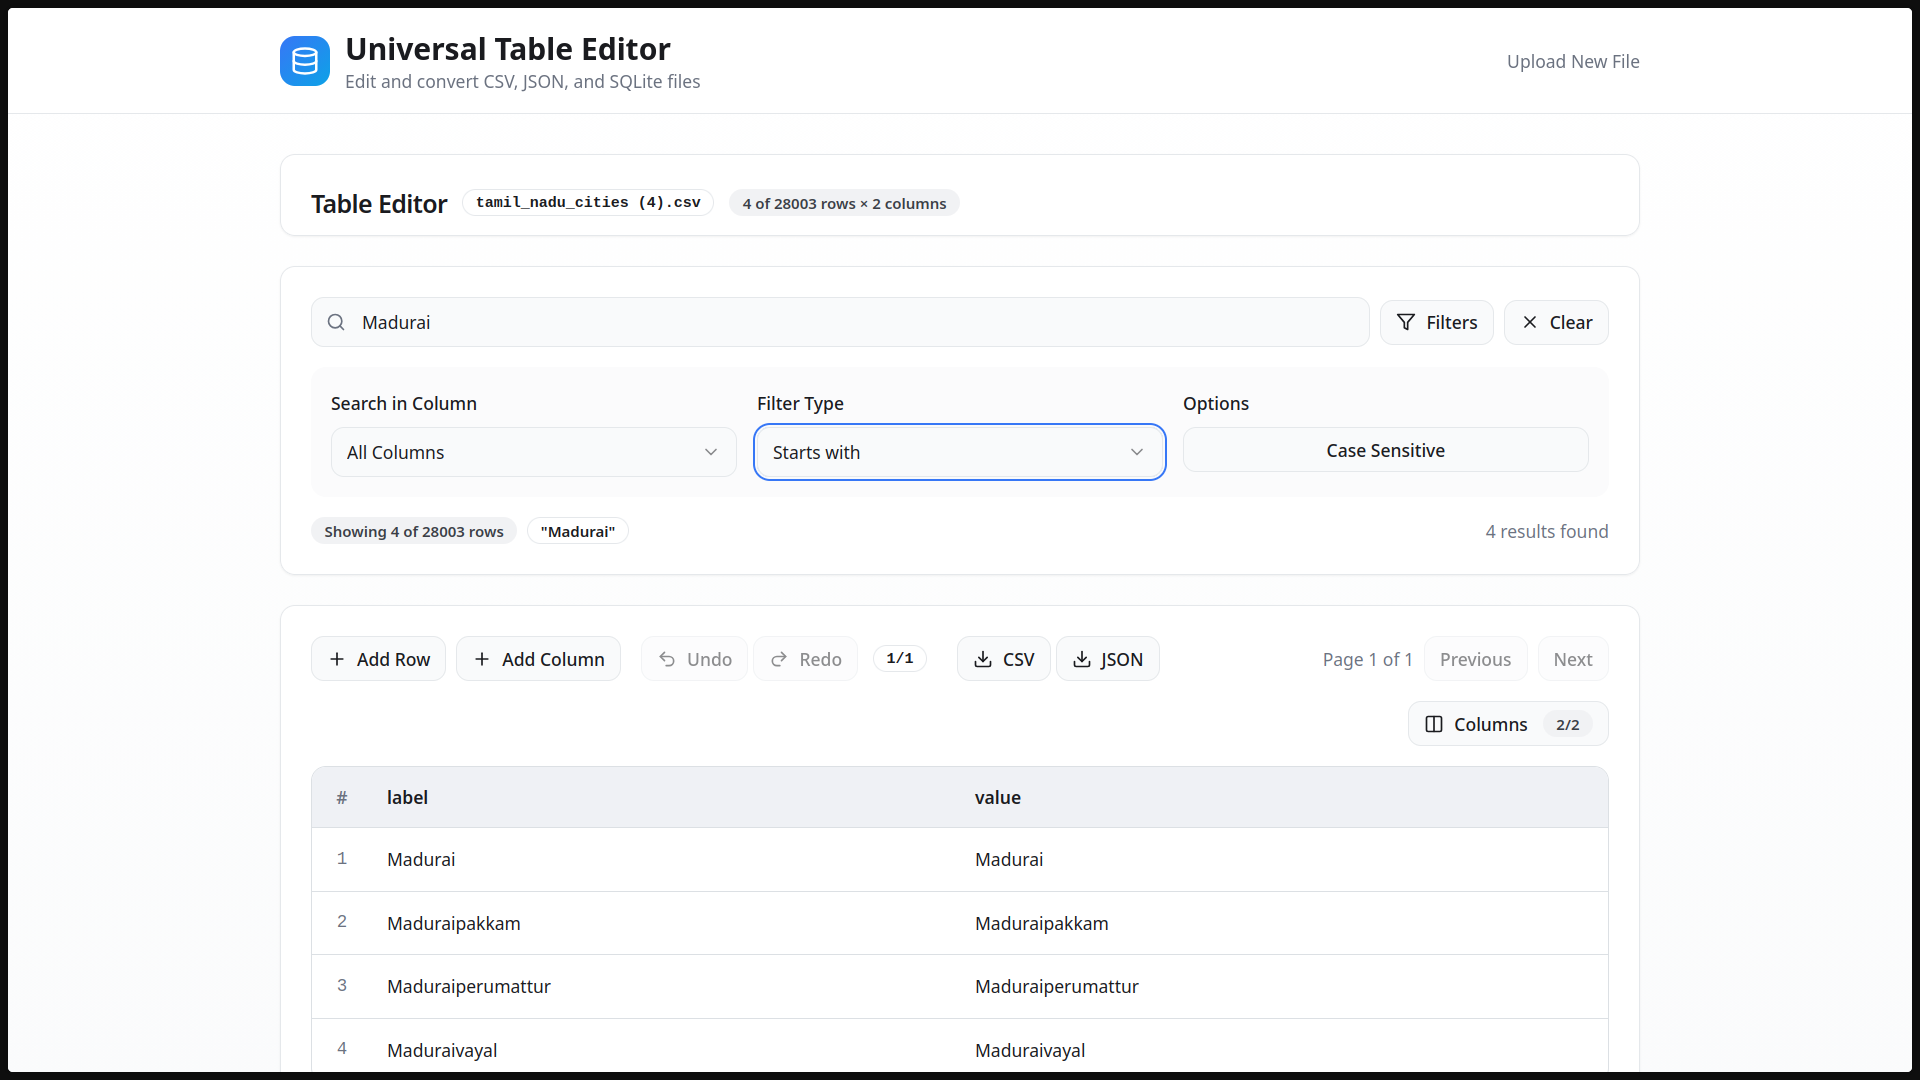 Universal Table Editor
Edit and convert CSV, JSON, and SQLite files
Upload New File
Table Editor
tamil_nadu_cities (4).csv
4 of 28003 rows × 2 columns
Madurai
Filters
Clear
Search in Column
Filter Type
Options
All Columns
Starts with
Case Sensitive
Showing 4 of 28003 rows
"Madurai"
4 results found
Add Row
Add Column
Undo
Redo
1/1
CSV
JSON
Page 1 of 1
Previous
Next
Columns 2/2
# label value
1 Madurai Madurai
2 Maduraipakkam Maduraipakkam
3 Maduraiperumattur Maduraiperumattur
4 Maduraivayal Maduraivayal